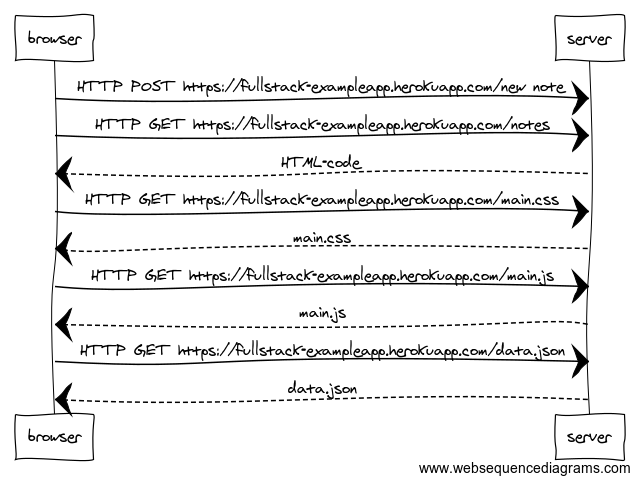 browser server
HTTP POST https://fullstack-exampleapp.herokuapp.com/new note
HTTP GET https://fullstack-exampleapp.herokuapp.com/notes
HTML-code
HTTP GET https://fullstack-exampleapp.herokuapp.com/main.css
main.css
HTTP GET https://fullstack-exampleapp.herokuapp.com/main.js
main.js
HTTP GET https://fullstack-exampleapp.herokuapp.com/data.json
data.json
browser server
www.websequencediagrams.com